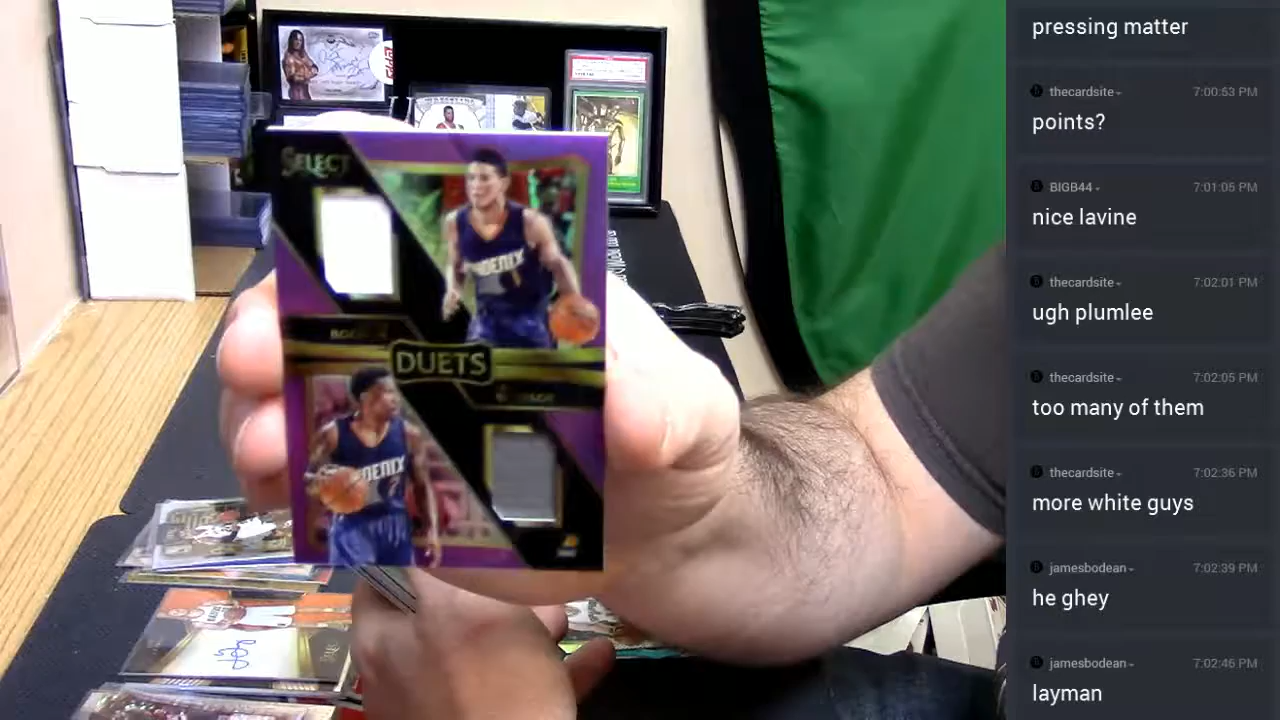 SELECT
PHOENIX
1
DUETS
PHOENIX
2
pressing matter
thecardsite 7:00:53 PM
points?
BIGB44 7:01:05 PM
nice lavine
thecardsite 7:02:01 PM
ugh plumlee
thecardsite 7:02:05 PM
too many of them
thecardsite 7:02:36 PM
more white guys
jamesbodean 7:02:39 PM
he ghey
jamesbodean 7:02:46 PM
layman